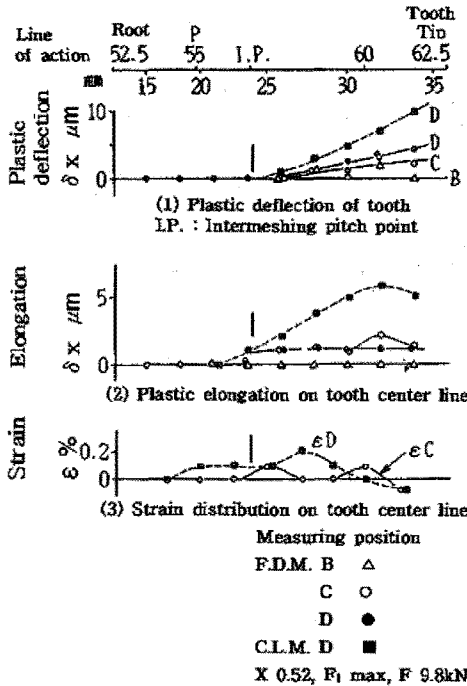 Line of action
Root P I.P. Tooth Tip
52.5 55 60 62.5
mm 15 20 25 30 35
Plastic deflection δx μm
10
5
0
D
D
C
B
(1) Plastic deflection of tooth
I.P. : Intermeshing pitch point
Elongation δx μm
5
0
(2) Plastic elongation on tooth center line
Strain ε %
0.2
0
εD
εC
(3) Strain distribution on tooth center line
Measuring position
F.D.M. B △
C ○
D ●
C.L.M. D ■
X 0.52, F₁ max, F 9.8kN